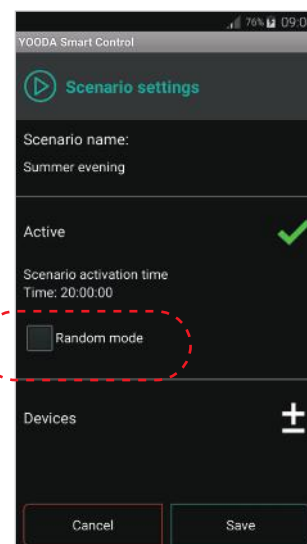 76% 09:0
YOODA Smart Control
Scenario settings
Scenario name:
Summer evening
Active
Scenario activation time
Time: 20:00:00
Random mode
Devices
Cancel
Save